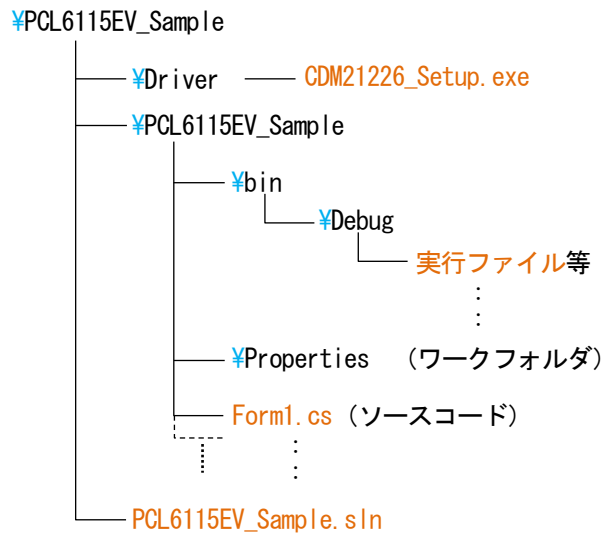 ¥PCL6115EV_Sample
¥Driver CDM21226_Setup.exe
¥PCL6115EV_Sample
¥bin
¥Debug
実行ファイル等
¥Properties （ワークフォルダ）
Form1.cs（ソースコード）
PCL6115EV_Sample.sln